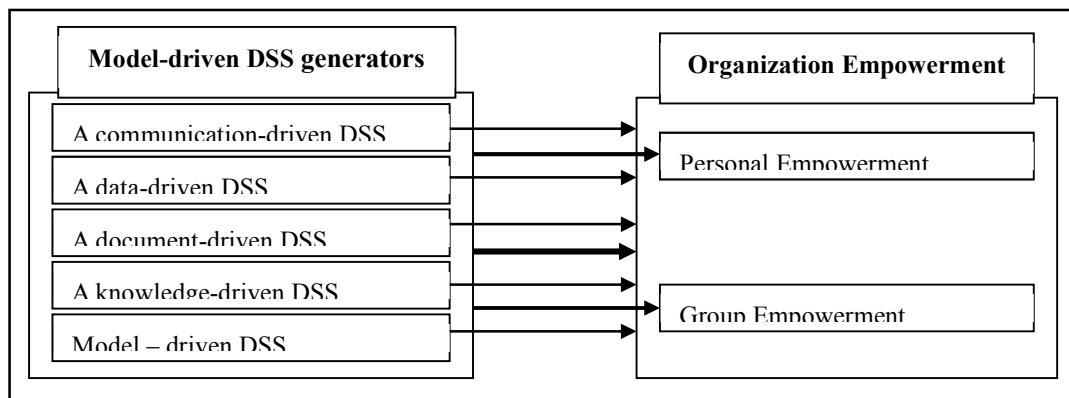 Model-driven DSS generators
A communication-driven DSS
A data-driven DSS
A document-driven DSS
A knowledge-driven DSS
Model – driven DSS
Organization Empowerment
Personal Empowerment
Group Empowerment